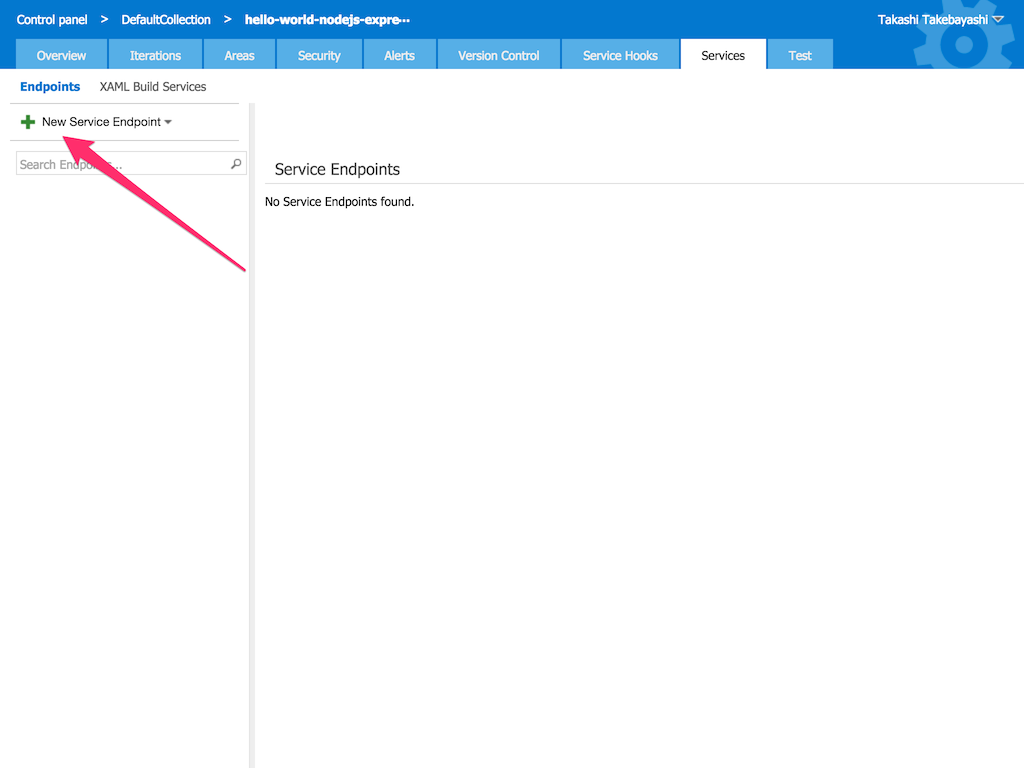 Control panel > DefaultCollection > hello-world-nodejs-expre... Takashi Takebayashi
Overview Iterations Areas Security Alerts Version Control Service Hooks Services Test
Endpoints XAML Build Services
New Service Endpoint
Search Endpoints...
Service Endpoints
No Service Endpoints found.